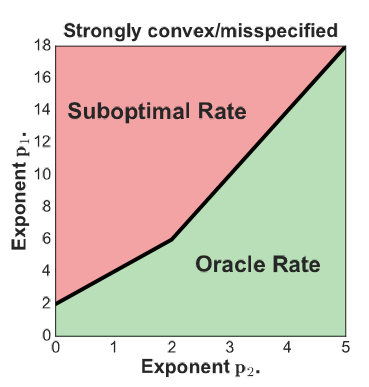 Strongly convex/misspecified
18
16
14
12
10
8
6
4
2
0
Exponent p₁.
Suboptimal Rate
Oracle Rate
0 1 2 3 4 5
Exponent p₂.